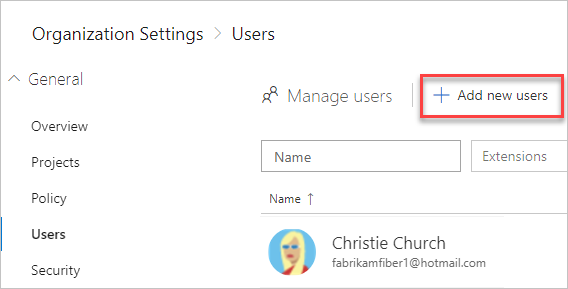 Organization Settings > Users
General
Manage users
+ Add new users
Overview
Projects
Name
Extensions
Policy
Name ↑
Users
Christie Church
fabrikamfiber1@hotmail.com
Security